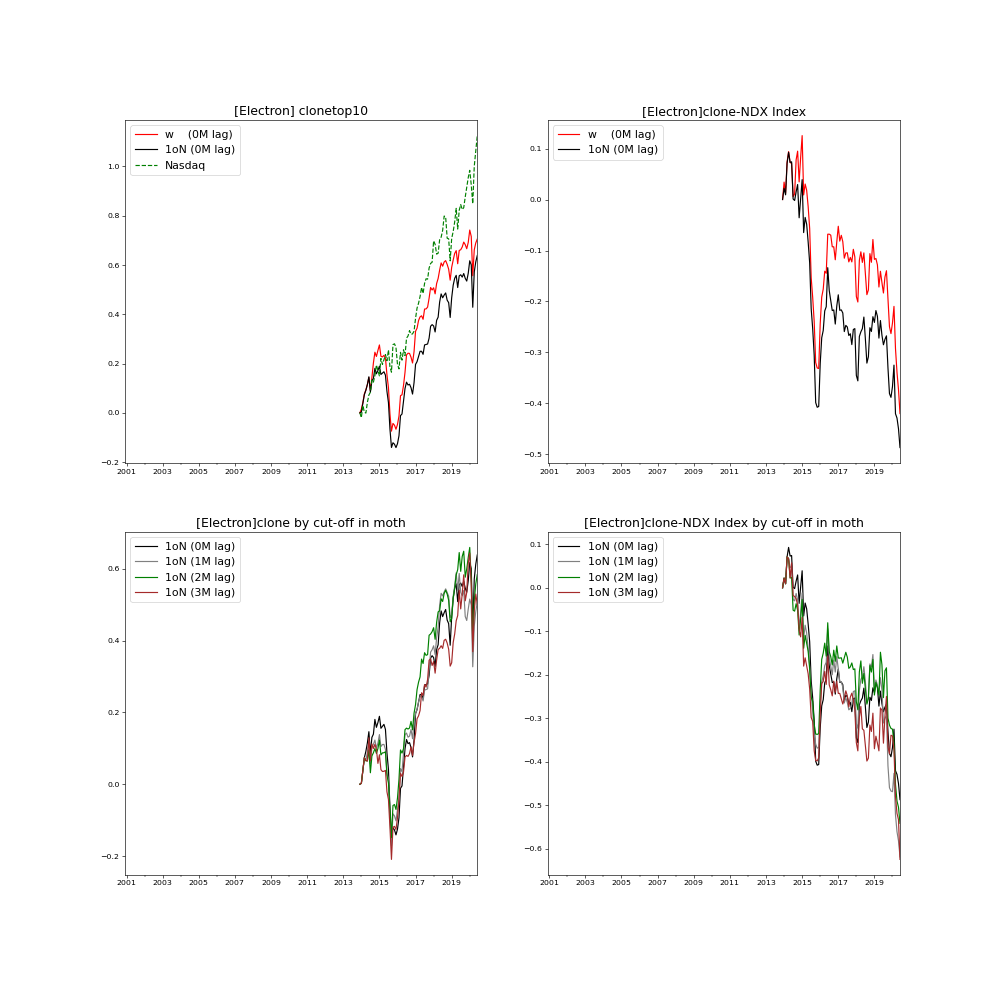 [Electron] clonetop10
w    (0M lag)
1oN (0M lag)
Nasdaq
1.0
0.8
0.6
0.4
0.2
0.0
−0.2
2001 2003 2005 2007 2009 2011 2013 2015 2017 2019
[Electron]clone-NDX Index
w    (0M lag)
1oN (0M lag)
0.1
0.0
−0.1
−0.2
−0.3
−0.4
−0.5
2001 2003 2005 2007 2009 2011 2013 2015 2017 2019
[Electron]clone by cut-off in moth
1oN (0M lag)
1oN (1M lag)
1oN (2M lag)
1oN (3M lag)
0.6
0.4
0.2
0.0
−0.2
2001 2003 2005 2007 2009 2011 2013 2015 2017 2019
[Electron]clone-NDX Index by cut-off in moth
1oN (0M lag)
1oN (1M lag)
1oN (2M lag)
1oN (3M lag)
0.1
0.0
−0.1
−0.2
−0.3
−0.4
−0.5
−0.6
2001 2003 2005 2007 2009 2011 2013 2015 2017 2019